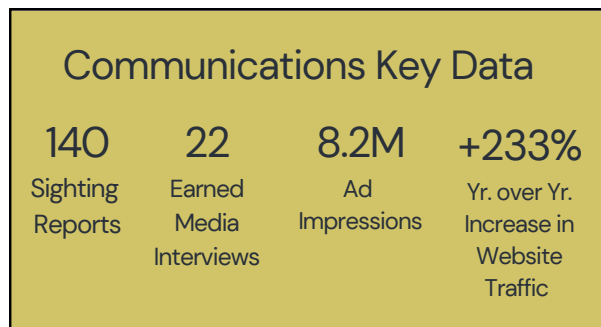 Communications Key Data
140
Sighting
Reports
22
Earned
Media
Interviews
8.2M
Ad
Impressions
+233%
Yr. over Yr.
Increase in
Website
Traffic